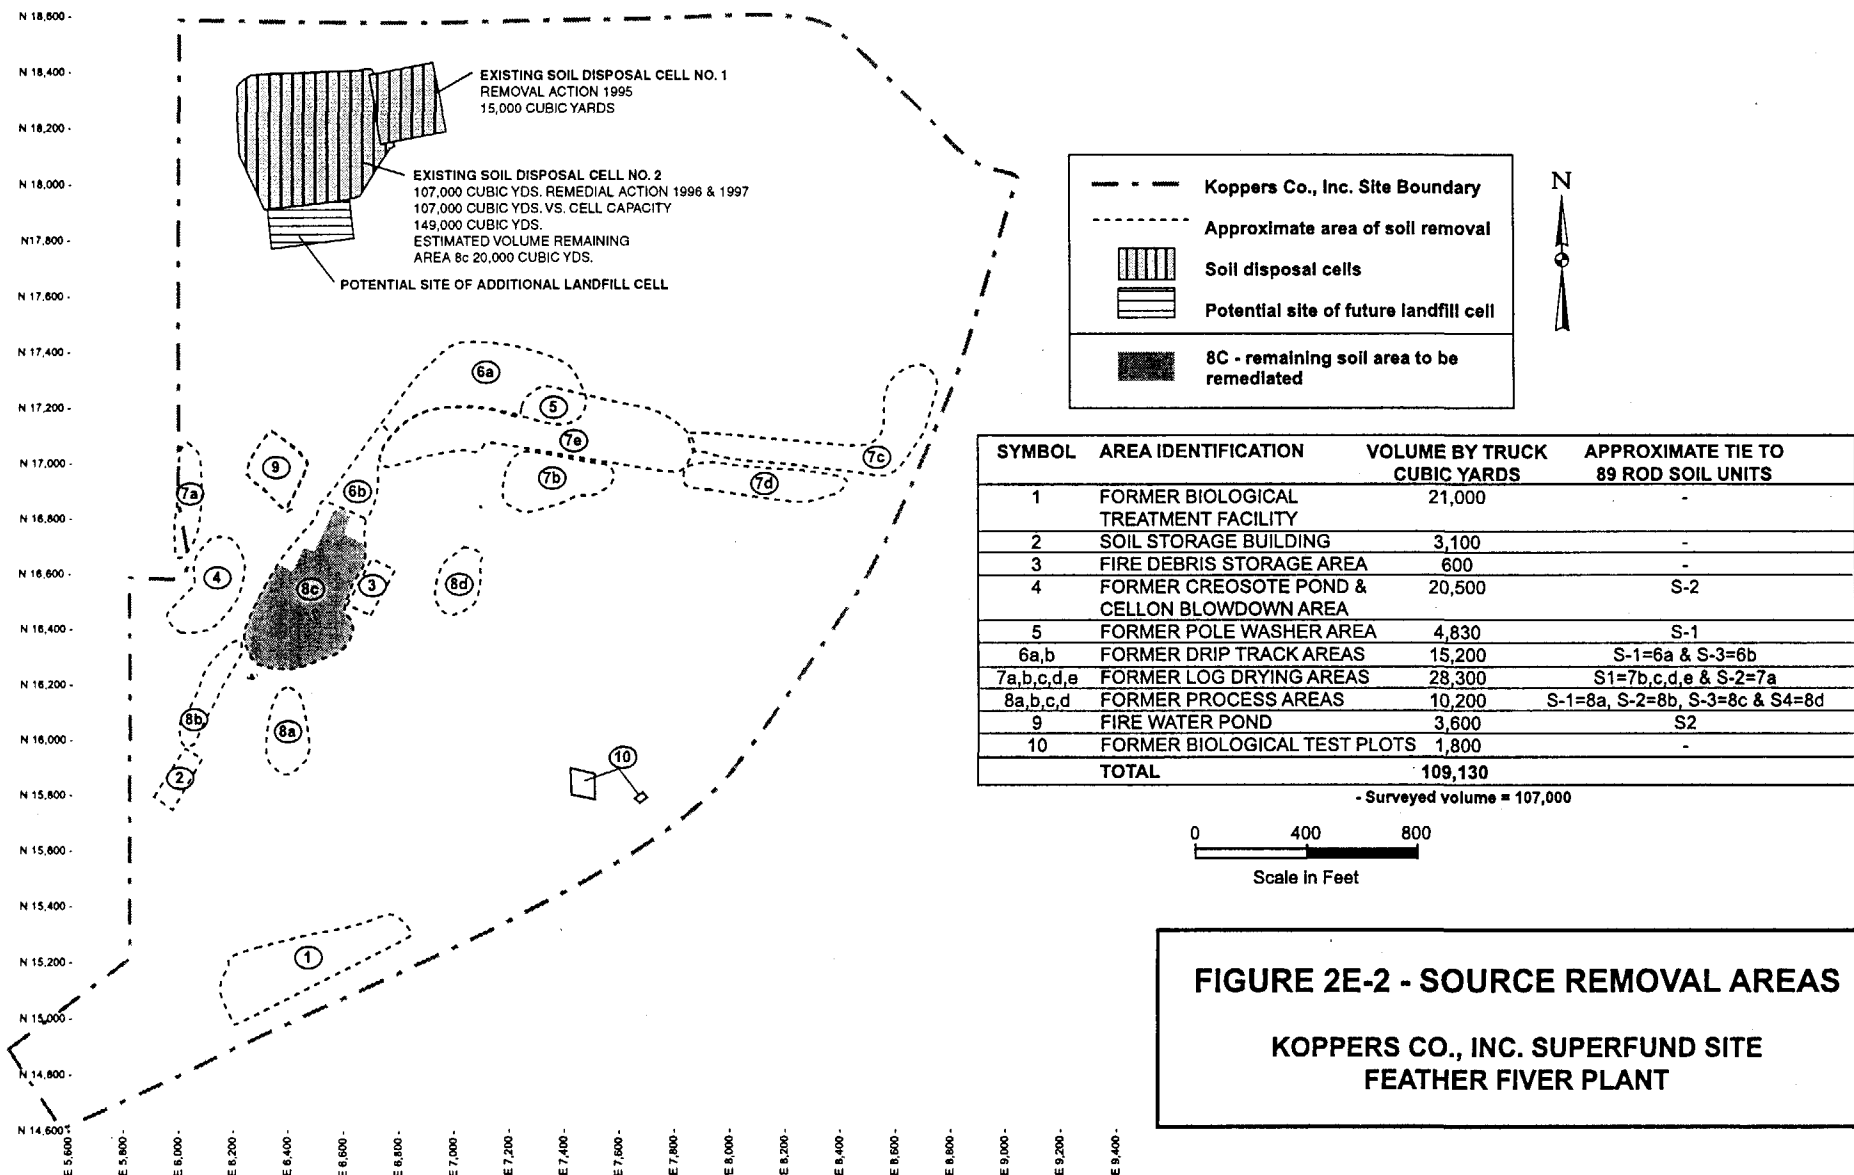 N 18,600 -
N 18,400 -
N 18,200 -
N 18,000 -
N 17,800 -
N 17,600 -
N 17,400 -
N 17,200 -
N 17,000 -
N 16,800 -
N 16,600 -
N 16,400 -
N 16,200 -
N 16,000 -
N 15,800 -
N 15,600 -
N 15,400 -
N 15,200 -
N 15,000 -
N 14,800 -
N 14,600
E 5,600 -
E 5,800 -
E 6,000 -
E 6,200 -
E 6,400 -
E 6,600 -
E 6,800 -
E 7,000 -
E 7,200 -
E 7,400 -
E 7,600 -
E 7,800 -
E 8,000 -
E 8,200 -
E 8,400 -
E 8,600 -
E 8,800 -
E 9,000 -
E 9,200 -
E 9,400 -
EXISTING SOIL DISPOSAL CELL NO. 1
REMOVAL ACTION 1995
15,000 CUBIC YARDS
EXISTING SOIL DISPOSAL CELL NO. 2
107,000 CUBIC YDS. REMEDIAL ACTION 1996 & 1997
107,000 CUBIC YDS. VS. CELL CAPACITY
149,000 CUBIC YDS.
ESTIMATED VOLUME REMAINING
AREA 8c 20,000 CUBIC YDS.
POTENTIAL SITE OF ADDITIONAL LANDFILL CELL
6a
5
7e
7c
9
7b
7d
7a
6b
4
8c
3
8d
8b
8a
2
10
1
Koppers Co., Inc. Site Boundary
Approximate area of soil removal
Soil disposal cells
Potential site of future landfill cell
8C - remaining soil area to be
remediated
N
SYMBOL AREA IDENTIFICATION VOLUME BY TRUCK APPROXIMATE TIE TO
CUBIC YARDS 89 ROD SOIL UNITS
1 FORMER BIOLOGICAL 21,000 -
TREATMENT FACILITY
2 SOIL STORAGE BUILDING 3,100 -
3 FIRE DEBRIS STORAGE AREA 600 -
4 FORMER CREOSOTE POND & 20,500 S-2
CELLON BLOWDOWN AREA
5 FORMER POLE WASHER AREA 4,830 S-1
6a,b FORMER DRIP TRACK AREAS 15,200 S-1=6a & S-3=6b
7a,b,c,d,e FORMER LOG DRYING AREAS 28,300 S1=7b,c,d,e & S-2=7a
8a,b,c,d FORMER PROCESS AREAS 10,200 S-1=8a, S-2=8b, S-3=8c & S4=8d
9 FIRE WATER POND 3,600 S2
10 FORMER BIOLOGICAL TEST PLOTS 1,800 -
TOTAL 109,130
- Surveyed volume = 107,000
0 400 800
Scale in Feet
FIGURE 2E-2 - SOURCE REMOVAL AREAS
KOPPERS CO., INC. SUPERFUND SITE
FEATHER FIVER PLANT